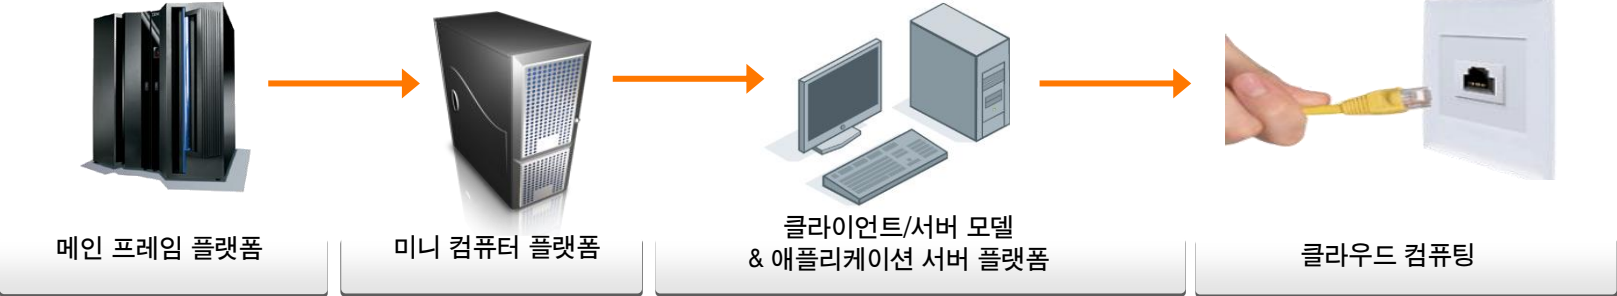 메인 프레임 플랫폼
미니 컴퓨터 플랫폼
클라이언트/서버 모델
& 애플리케이션 서버 플랫폼
클라우드 컴퓨팅